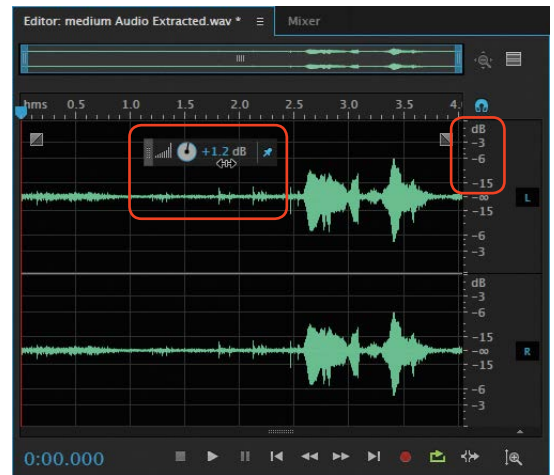 Editor: medium Audio Extracted.wav * Mixer
hms 0.5 1.0 1.5 2.0 2.5 3.0 3.5 4.
dB
-3
-6
-15
-∞
-15
-6
-3
+1.2 dB
L
dB
-3
-6
-15
-∞
-15
-6
-3
R
0:00.000